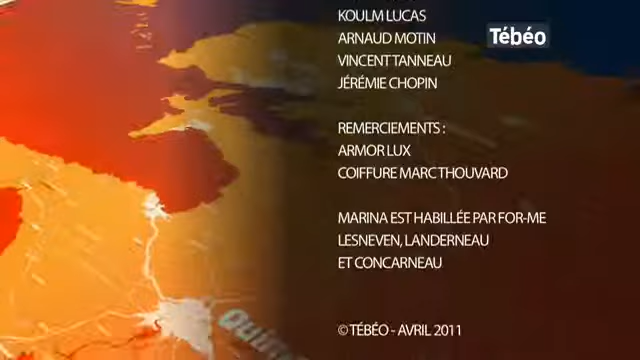 KOULM LUCAS
ARNAUD MOTIN
Tébéo
VINCENT TANNEAU
JÉRÉMIE CHOPIN
REMERCIEMENTS :
ARMOR LUX
COIFFURE MARC THOUVARD
MARINA EST HABILLÉE PAR FOR-ME
LESNEVEN, LANDERNEAU
ET CONCARNEAU
© TÉBÉO - AVRIL 2011